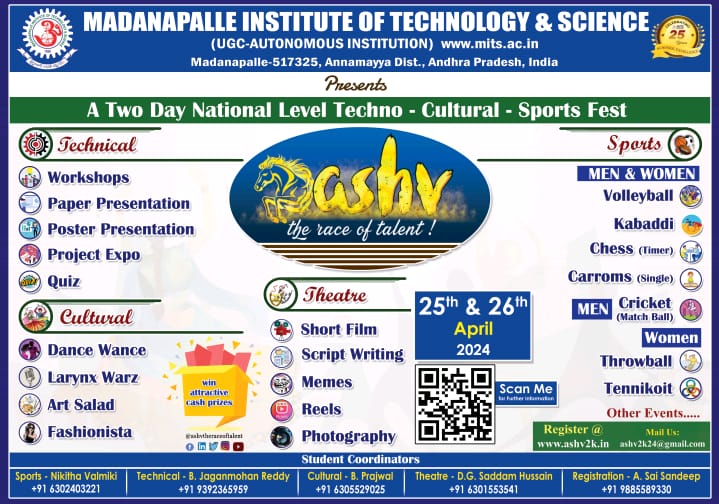 MADANAPALLE INSTITUTE OF TECHNOLOGY & SCIENCE
(UGC-AUTONOMOUS INSTITUTION) www.mits.ac.in
Madanapalle-517325, Annamayya Dist., Andhra Pradesh, India
25
Presents
A Two Day National Level Techno - Cultural - Sports Fest
Technical
Workshops
Paper Presentation
Poster Presentation
Project Expo
Quiz
ashv
the race of talent !
Sports
MEN & WOMEN
Volleyball
Kabaddi
Chess (Timer)
Carroms (Single)
MEN Cricket
(Match Ball)
Women
Throwball
Tennikoit
Other Events.....
Cultural
Dance Wance
Larynx Warz
Art Salad
Fashionista
win
attractive
cash prizes
@ashvtheraceoftalent
Theatre
Short Film
Script Writing
Memes
Reels
Photography
25th & 26th
April
2024
Scan Me
for Further Information
Register @
www.ashv2k.in
Mail Us:
ashv2k24@gmail.com
Student Coordinators
Sports - Nikitha Valmiki
+91 6302403221
Technical - B. Jaganmohan Reddy
+91 9392365959
Cultural - B. Prajwal
+91 6305529025
Theatre - D.G. Saddam Hussain
+91 6301553541
Registration - A. Sai Sandeep
+91 9885589330